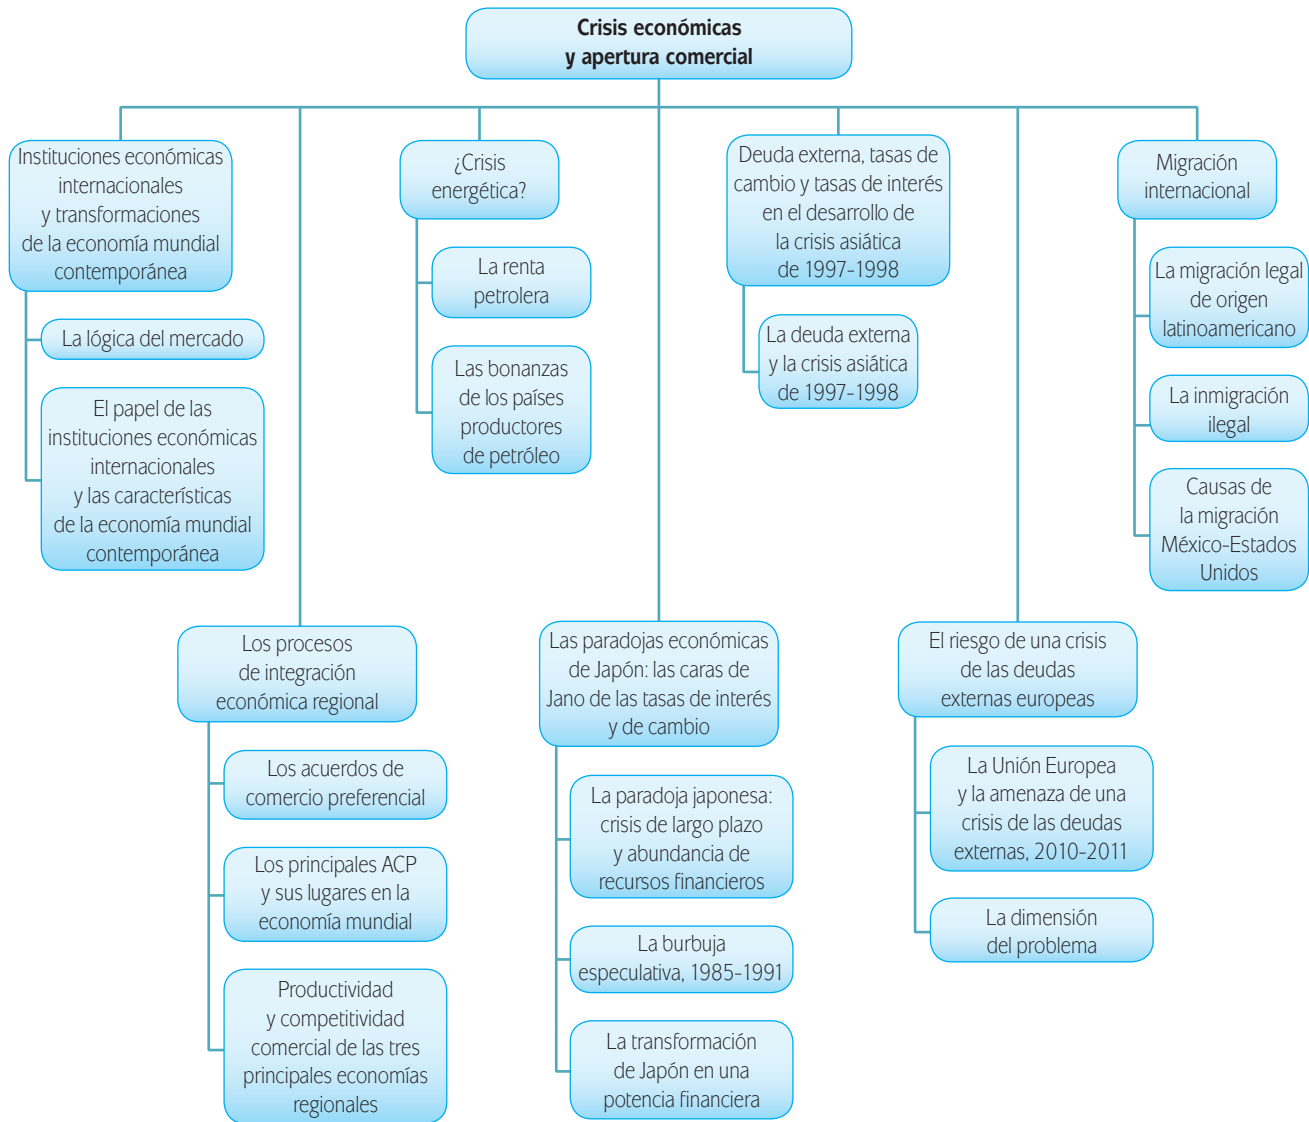 Crisis económicas
y apertura comercial
Instituciones económicas
internacionales
y transformaciones
de la economía mundial
contemporánea
La lógica del mercado
El papel de las
instituciones económicas
internacionales
y las características
de la economía mundial
contemporánea
Los procesos
de integración
económica regional
Los acuerdos de
comercio preferencial
Los principales ACP
y sus lugares en la
economía mundial
Productividad
y competitividad
comercial de las tres
principales economías
regionales
¿Crisis
energética?
La renta
petrolera
Las bonanzas
de los países
productores
de petróleo
Las paradojas económicas
de Japón: las caras de
Jano de las tasas de interés
y de cambio
La paradoja japonesa:
crisis de largo plazo
y abundancia de
recursos financieros
La burbuja
especulativa, 1985-1991
La transformación
de Japón en una
potencia financiera
Deuda externa, tasas de
cambio y tasas de interés
en el desarrollo de
la crisis asiática
de 1997-1998
La deuda externa
y la crisis asiática
de 1997-1998
El riesgo de una crisis
de las deudas
externas europeas
La Unión Europea
y la amenaza de una
crisis de las deudas
externas, 2010-2011
La dimensión
del problema
Migración
internacional
La migración legal
de origen
latinoamericano
La inmigración
ilegal
Causas de
la migración
México-Estados
Unidos